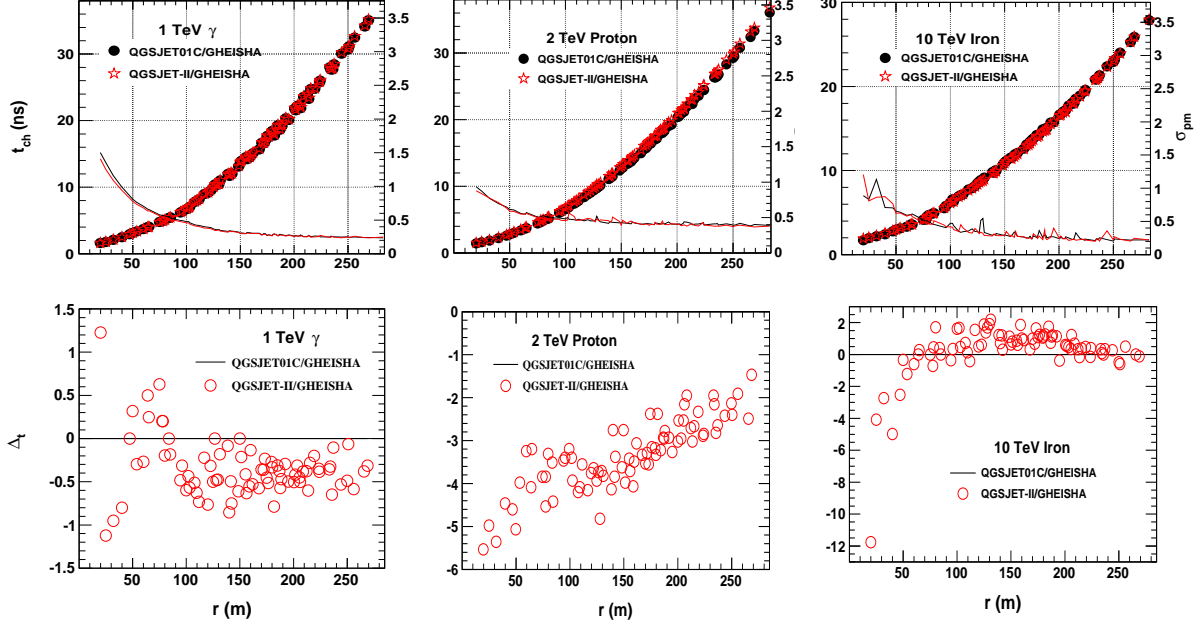 1 TeV γ
QGSJET01C/GHEISHA
QGSJET-II/GHEISHA
t_ch (ns)
30
20
10
0
3.5
3
2.5
2
1.5
1
0.5
0
50 100 150 200 250
2 TeV Proton
QGSJET01C/GHEISHA
QGSJET-II/GHEISHA
30
20
10
0
3.5
3
2.5
2
1.5
1
0.5
0
50 100 150 200 250
10 TeV Iron
QGSJET01C/GHEISHA
QGSJET-II/GHEISHA
30
20
10
0
3.5
3
2.5
2
1.5
1
0.5
0
σ_pm
50 100 150 200 250
1 TeV γ
QGSJET01C/GHEISHA
QGSJET-II/GHEISHA
Δ_t
1.5
1
0.5
0
-0.5
-1
-1.5
50 100 150 200 250
r (m)
2 TeV Proton
QGSJET01C/GHEISHA
QGSJET-II/GHEISHA
0
-1
-2
-3
-4
-5
-6
50 100 150 200 250
r (m)
10 TeV Iron
QGSJET01C/GHEISHA
QGSJET-II/GHEISHA
2
0
-2
-4
-6
-8
-10
-12
50 100 150 200 250
r (m)